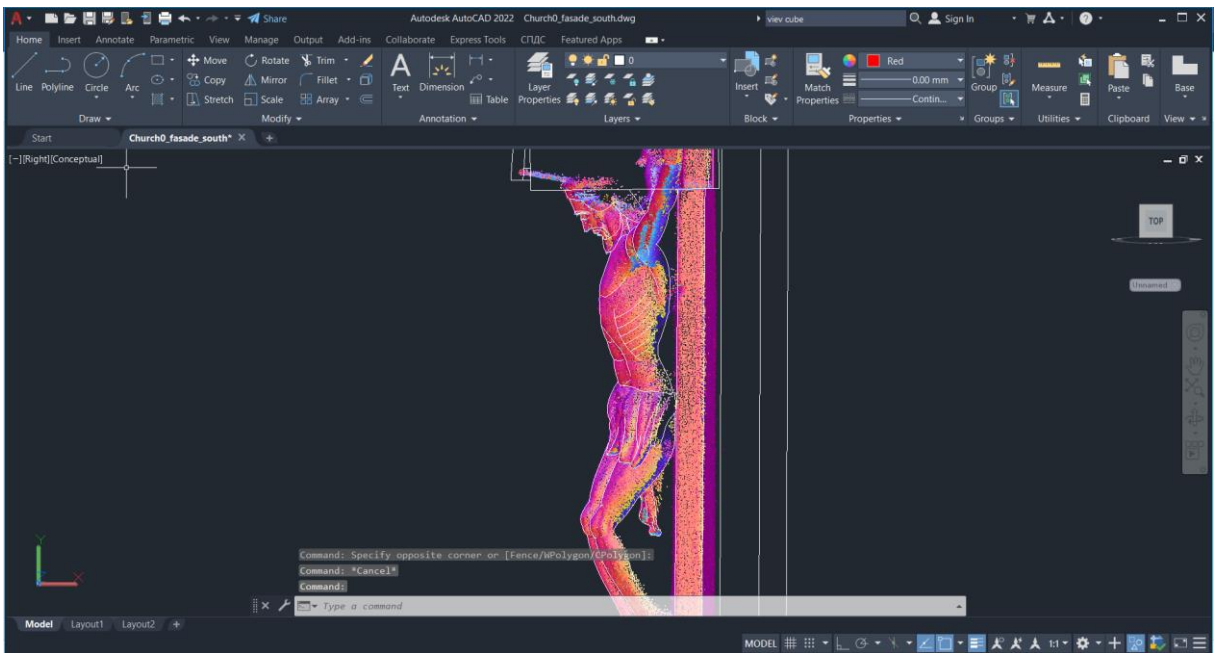 Share Autodesk AutoCAD 2022 Church0_fasade_south.dwg viev cube Sign In
Home Insert Annotate Parametric View Manage Output Add-ins Collaborate Express Tools СПДС Featured Apps
Line Polyline Circle Arc Move Rotate Trim Text Dimension Layer Properties 0 Insert Match Properties Red Group Measure Paste Base
Copy Mirror Fillet 0.00 mm
Stretch Scale Array Table Contin...
Draw Modify Annotation Layers Block Properties Groups Utilities Clipboard View
Start Church0_fasade_south* +
[−][Right][Conceptual]
TOP
Unnamed
Y
X
Command: Specify opposite corner or [Fence/WPolygon/CPolygon]:
Command: *Cancel*
Command:
Type a command
Model Layout1 Layout2 +
MODEL 1:1